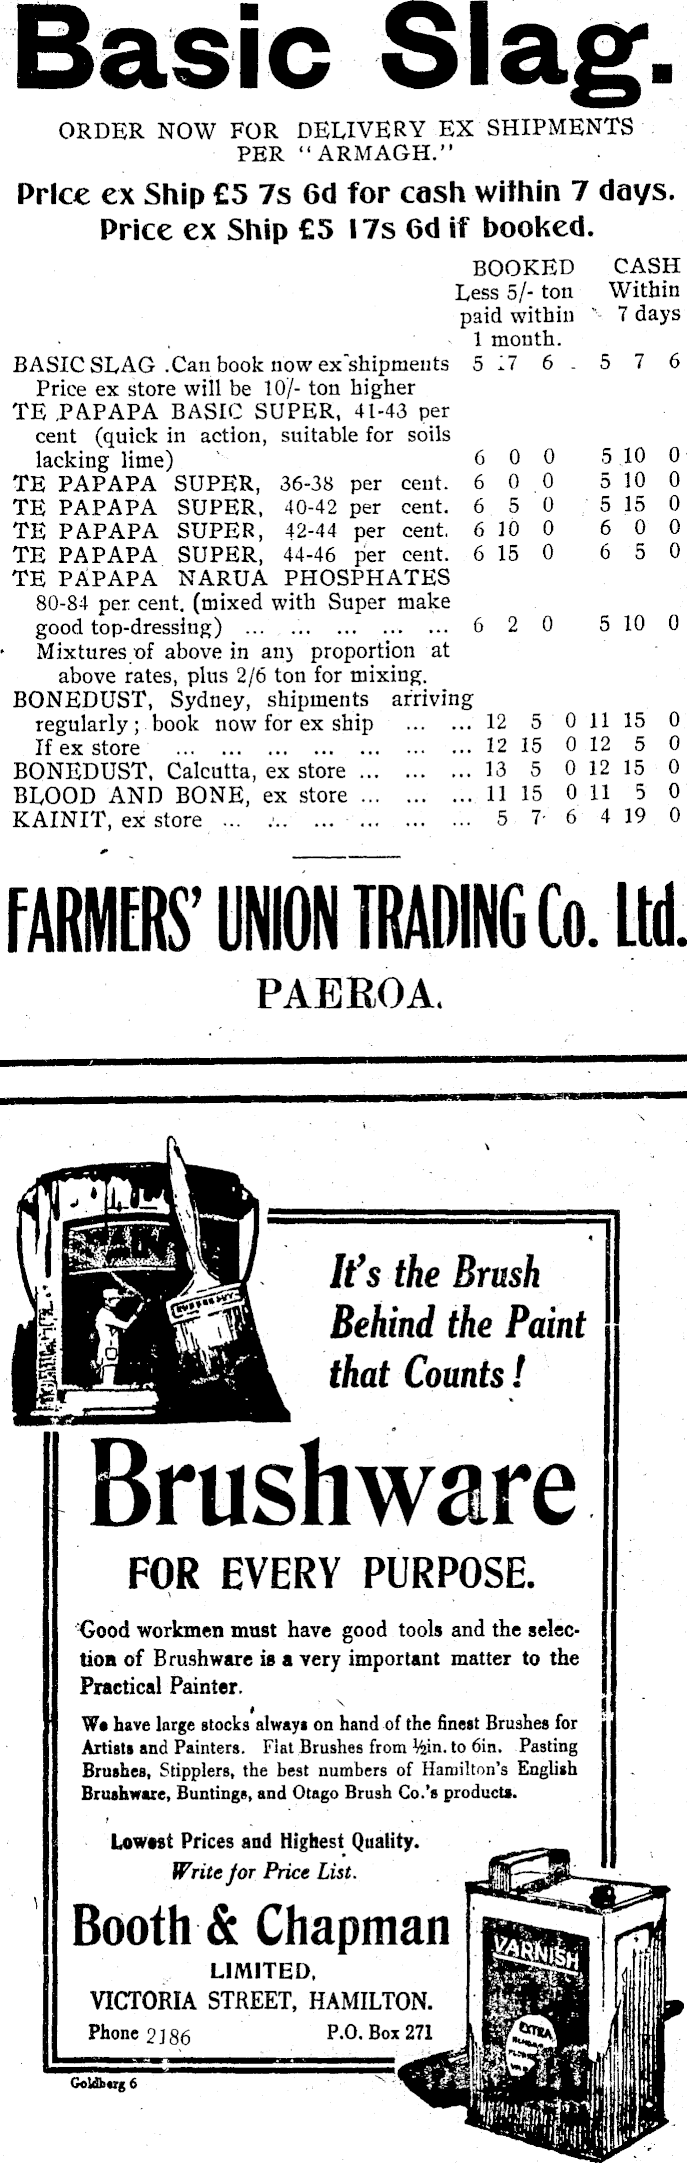 Basic Slag.
ORDER NOW FOR DELIVERY EX SHIPMENTS
PER "ARMAGH."
Price ex Ship £5 7s 6d for cash within 7 days.
Price ex Ship £5 17s 6d if booked.
BOOKED CASH
Less 5/- ton Within
paid within 7 days
1 month.
BASIC SLAG . Can book now ex shipments 5 17 6 5 7 6
Price ex store will be 10/- ton higher
TE PAPAPA BASIC SUPER, 41-43 per
cent (quick in action, suitable for soils
lacking lime) 6 0 0 5 10 0
TE PAPAPA SUPER, 36-38 per cent. 6 0 0 5 10 0
TE PAPAPA SUPER, 40-42 per cent. 6 5 0 5 15 0
TE PAPAPA SUPER, 42-44 per cent. 6 10 0 6 0 0
TE PAPAPA SUPER, 44-46 per cent. 6 15 0 6 5 0
TE PAPAPA NARUA PHOSPHATES
80-84 per cent. (mixed with Super make
good top-dressing) ... ... ... ... ... 6 2 0 5 10 0
Mixtures of above in any proportion at
above rates, plus 2/6 ton for mixing.
BONEDUST, Sydney, shipments arriving
regularly; book now for ex ship ... ... 12 5 0 11 15 0
If ex store ... ... ... ... ... ... ... 12 15 0 12 5 0
BONEDUST, Calcutta, ex store ... ... ... 13 5 0 12 15 0
BLOOD AND BONE, ex store ... ... ... 11 15 0 11 5 0
KAINIT, ex store ... ... ... ... ... ... 5 7 6 4 19 0
FARMERS' UNION TRADING Co. Ltd.
PAEROA.
It's the Brush
Behind the Paint
that Counts!
Brushware
FOR EVERY PURPOSE.
Good workmen must have good tools and the selec-
tion of Brushware is a very important matter to the
Practical Painter.
We have large stocks always on hand of the finest Brushes for
Artists and Painters. Flat Brushes from ½in. to 6in. Pasting
Brushes, Stipplers, the best numbers of Hamilton's English
Brushware, Buntings, and Otago Brush Co.'s products.
Lowest Prices and Highest Quality.
Write for Price List.
Booth & Chapman
LIMITED,
VICTORIA STREET, HAMILTON.
Phone 2186 P.O. Box 271
VARNISH
EXTRA
Goldberg 6